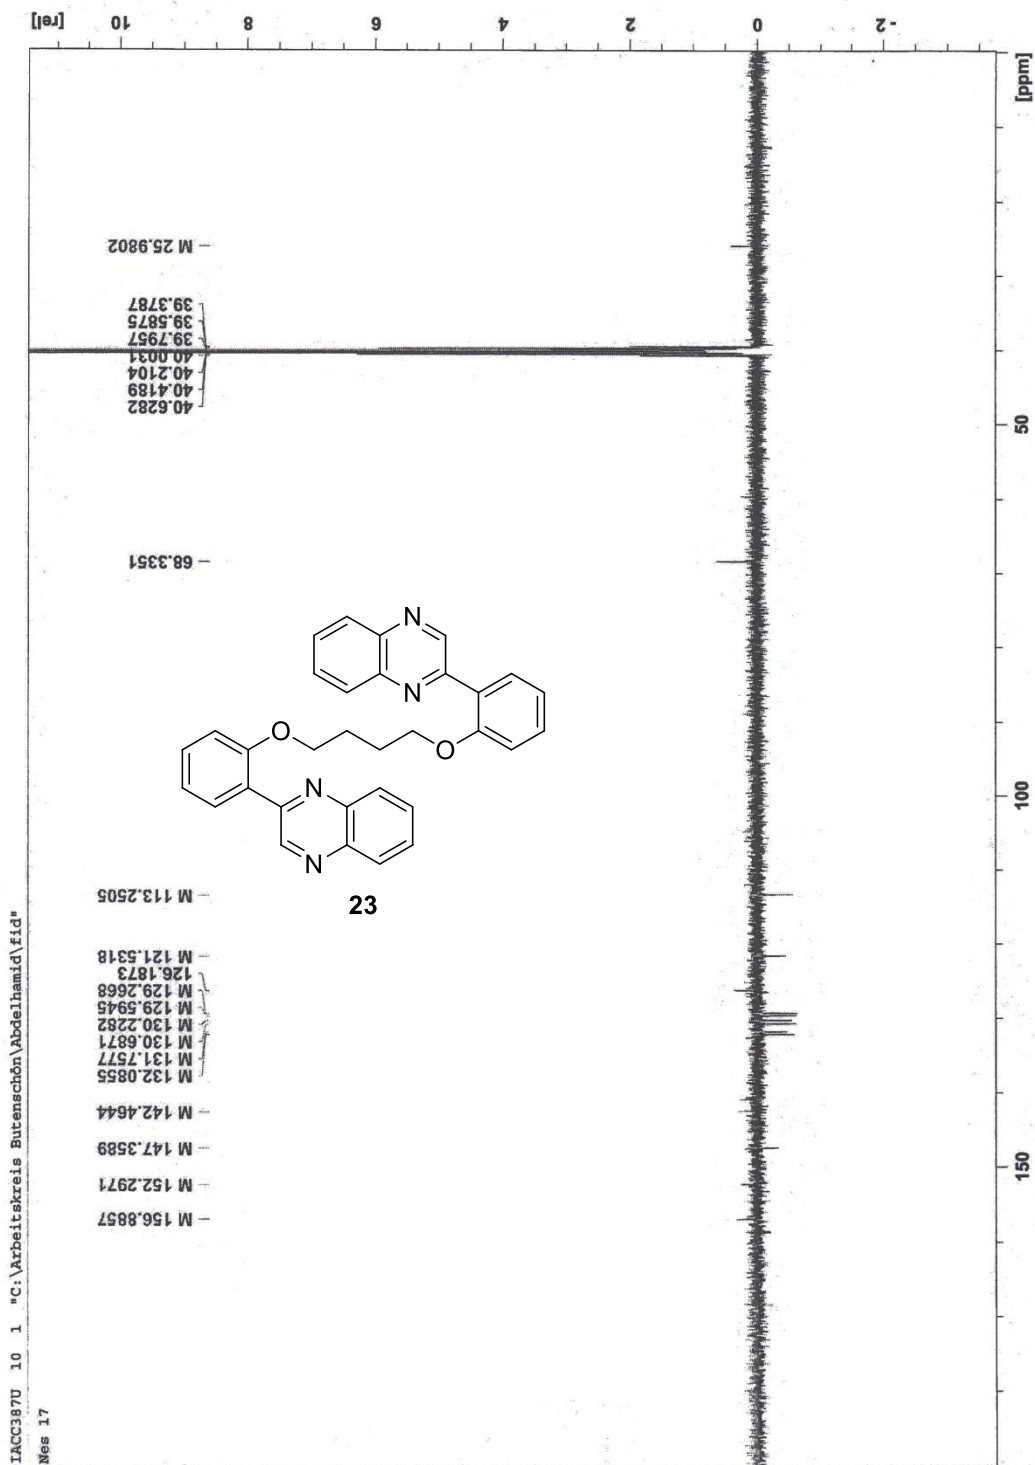 [rel] 10 8 6 4 2 0 -2
[ppm]
M 25.9802
39.3787
39.5875
39.7957
40.0031
40.2104
40.4189
40.6282
50
68.3351
N
N
O
O
N
N
23
100
M 113.2505
M 121.5318
126.1873
M 129.2668
M 129.5945
M 130.2282
M 130.6871
M 131.7577
M 132.0855
M 142.4644
M 147.3589
M 152.2971
M 156.8857
150
IACC387U 10 1 "C:\Arbeitskreis Butenschön\Abdelhamid\fid"
Nes 17